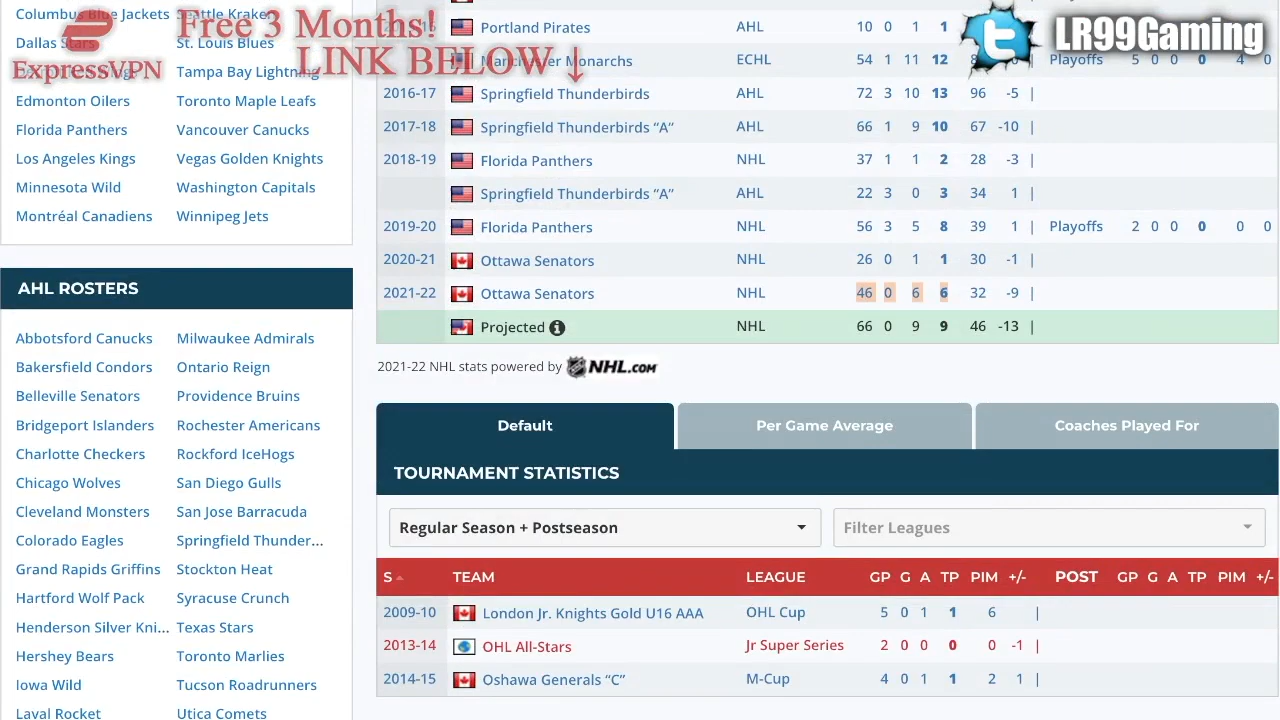 Columbus Blue Jackets Seattle Kraken
Dallas Stars St. Louis Blues
Tampa Bay Lightning
Edmonton Oilers Toronto Maple Leafs
Florida Panthers Vancouver Canucks
Los Angeles Kings Vegas Golden Knights
Minnesota Wild Washington Capitals
Montréal Canadiens Winnipeg Jets
ExpressVPN
Free 3 Months!
LINK BELOW ↓
LR99Gaming
AHL ROSTERS
Abbotsford Canucks Milwaukee Admirals
Bakersfield Condors Ontario Reign
Belleville Senators Providence Bruins
Bridgeport Islanders Rochester Americans
Charlotte Checkers Rockford IceHogs
Chicago Wolves San Diego Gulls
Cleveland Monsters San Jose Barracuda
Colorado Eagles Springfield Thunder...
Grand Rapids Griffins Stockton Heat
Hartford Wolf Pack Syracuse Crunch
Henderson Silver Kni... Texas Stars
Hershey Bears Toronto Marlies
Iowa Wild Tucson Roadrunners
Laval Rocket Utica Comets
Portland Pirates AHL 10 0 1 1
Manchester Monarchs ECHL 54 1 11 12 Playoffs 5 0 0 0 4 0
2016-17 Springfield Thunderbirds AHL 72 3 10 13 96 -5 |
2017-18 Springfield Thunderbirds “A” AHL 66 1 9 10 67 -10 |
2018-19 Florida Panthers NHL 37 1 1 2 28 -3 |
Springfield Thunderbirds “A” AHL 22 3 0 3 34 1 |
2019-20 Florida Panthers NHL 56 3 5 8 39 1 | Playoffs 2 0 0 0 0 0
2020-21 Ottawa Senators NHL 26 0 1 1 30 -1 |
2021-22 Ottawa Senators NHL 46 0 6 6 32 -9 |
Projected NHL 66 0 9 9 46 -13 |
2021-22 NHL stats powered by NHL.COM
Default Per Game Average Coaches Played For
TOURNAMENT STATISTICS
Regular Season + Postseason Filter Leagues
S TEAM LEAGUE GP G A TP PIM +/- POST GP G A TP PIM +/-
2009-10 London Jr. Knights Gold U16 AAA OHL Cup 5 0 1 1 6 |
2013-14 OHL All-Stars Jr Super Series 2 0 0 0 0 -1 |
2014-15 Oshawa Generals “C” M-Cup 4 0 1 1 2 1 |